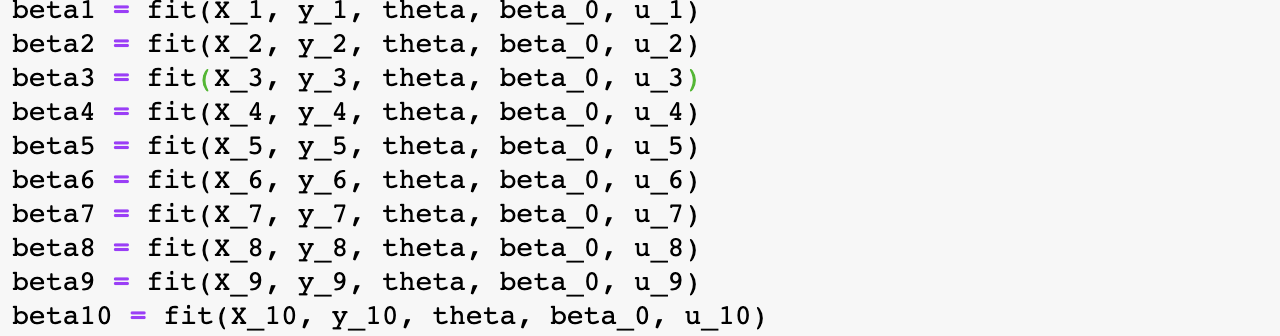 beta1 = fit(X_1, y_1, theta, beta_0, u_1)
beta2 = fit(X_2, y_2, theta, beta_0, u_2)
beta3 = fit(X_3, y_3, theta, beta_0, u_3)
beta4 = fit(X_4, y_4, theta, beta_0, u_4)
beta5 = fit(X_5, y_5, theta, beta_0, u_5)
beta6 = fit(X_6, y_6, theta, beta_0, u_6)
beta7 = fit(X_7, y_7, theta, beta_0, u_7)
beta8 = fit(X_8, y_8, theta, beta_0, u_8)
beta9 = fit(X_9, y_9, theta, beta_0, u_9)
beta10 = fit(X_10, y_10, theta, beta_0, u_10)